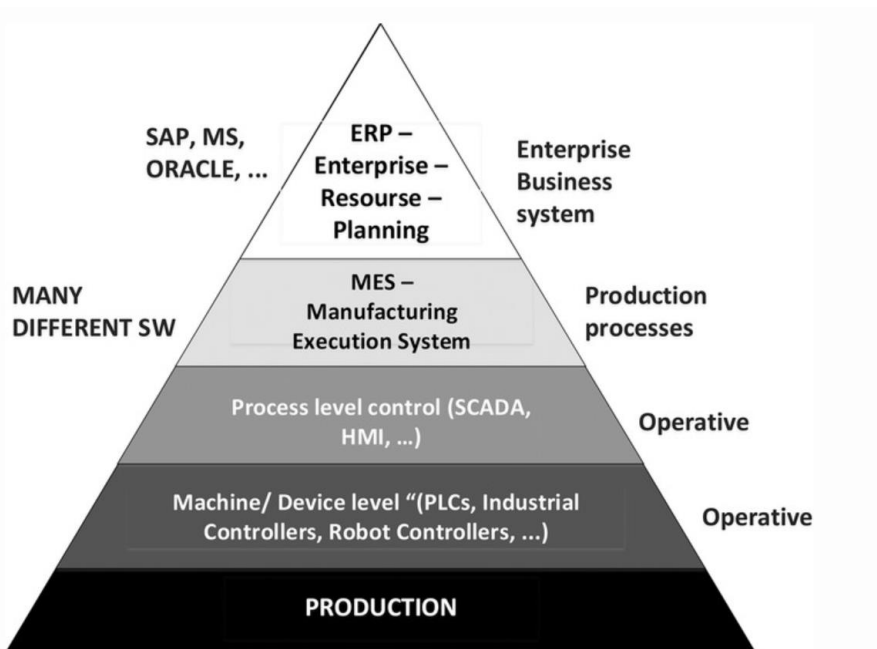 SAP, MS,
ORACLE, ...
ERP –
Enterprise –
Resourse –
Planning
Enterprise
Business
system
MANY
DIFFERENT SW
MES –
Manufacturing
Execution System
Production
processes
Process level control (SCADA,
HMI, ...)
Operative
Machine/ Device level “(PLCs, Industrial
Controllers, Robot Controllers, ...)
Operative
PRODUCTION